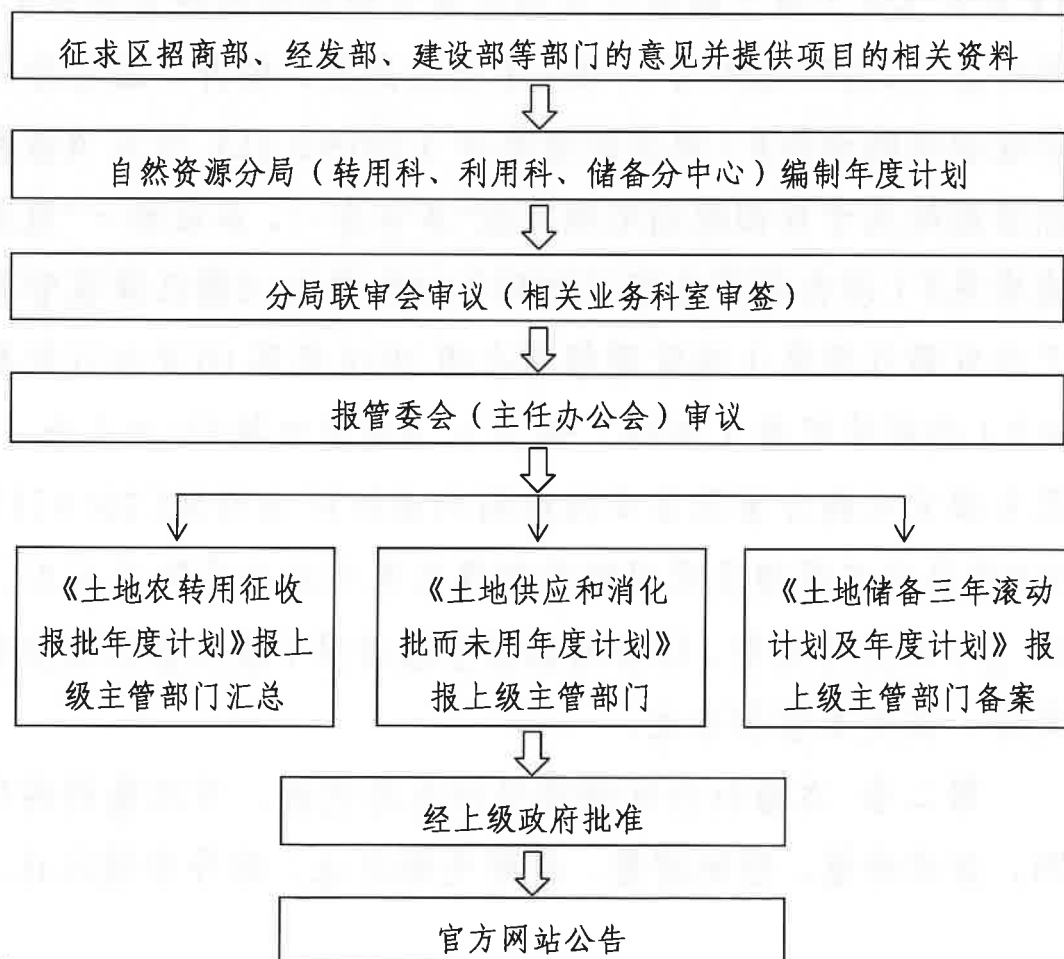 征求区招商部、经发部、建设部等部门的意见并提供项目的相关资料
自然资源分局（转用科、利用科、储备分中心）编制年度计划
分局联审会审议（相关业务科室审签）
报管委会（主任办公会）审议
《土地农转用征收
报批年度计划》报上
级主管部门汇总
《土地供应和消化
批而未用年度计划》
报上级主管部门
《土地储备三年滚动
计划及年度计划》报
上级主管部门备案
经上级政府批准
官方网站公告